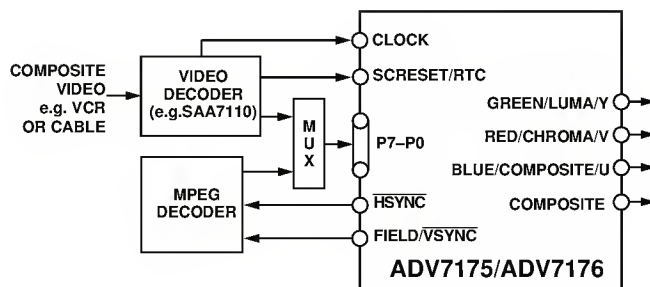 CLOCK
COMPOSITE
VIDEO
e.g. VCR
OR CABLE
VIDEO
DECODER
(e.g.SAA7110)
SCRESET/RTC
MUX
P7–P0
GREEN/LUMA/Y
RED/CHROMA/V
BLUE/COMPOSITE/U
COMPOSITE
MPEG
DECODER
HSYNC
FIELD/VSYNC
ADV7175/ADV7176